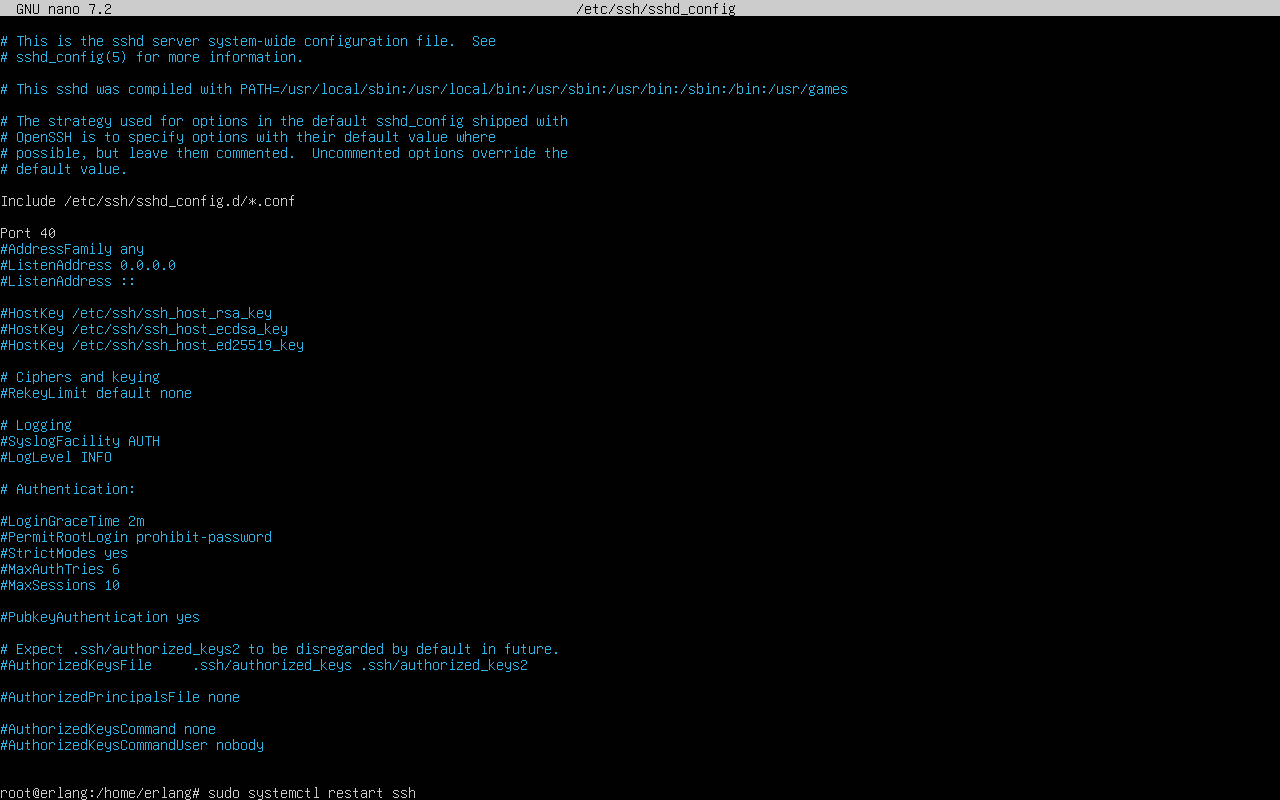 GNU nano 7.2 /etc/ssh/sshd_config
# This is the sshd server system-wide configuration file.  See
# sshd_config(5) for more information.
# This sshd was compiled with PATH=/usr/local/sbin:/usr/local/bin:/usr/sbin:/usr/bin:/sbin:/bin:/usr/games
# The strategy used for options in the default sshd_config shipped with
# OpenSSH is to specify options with their default value where
# possible, but leave them commented.  Uncommented options override the
# default value.
Include /etc/ssh/sshd_config.d/*.conf
Port 40
#AddressFamily any
#ListenAddress 0.0.0.0
#ListenAddress ::
#HostKey /etc/ssh/ssh_host_rsa_key
#HostKey /etc/ssh/ssh_host_ecdsa_key
#HostKey /etc/ssh/ssh_host_ed25519_key
# Ciphers and keying
#RekeyLimit default none
# Logging
#SyslogFacility AUTH
#LogLevel INFO
# Authentication:
#LoginGraceTime 2m
#PermitRootLogin prohibit-password
#StrictModes yes
#MaxAuthTries 6
#MaxSessions 10
#PubkeyAuthentication yes
# Expect .ssh/authorized_keys2 to be disregarded by default in future.
#AuthorizedKeysFile     .ssh/authorized_keys .ssh/authorized_keys2
#AuthorizedPrincipalsFile none
#AuthorizedKeysCommand none
#AuthorizedKeysCommandUser nobody
root@erlang:/home/erlang# sudo systemctl restart ssh